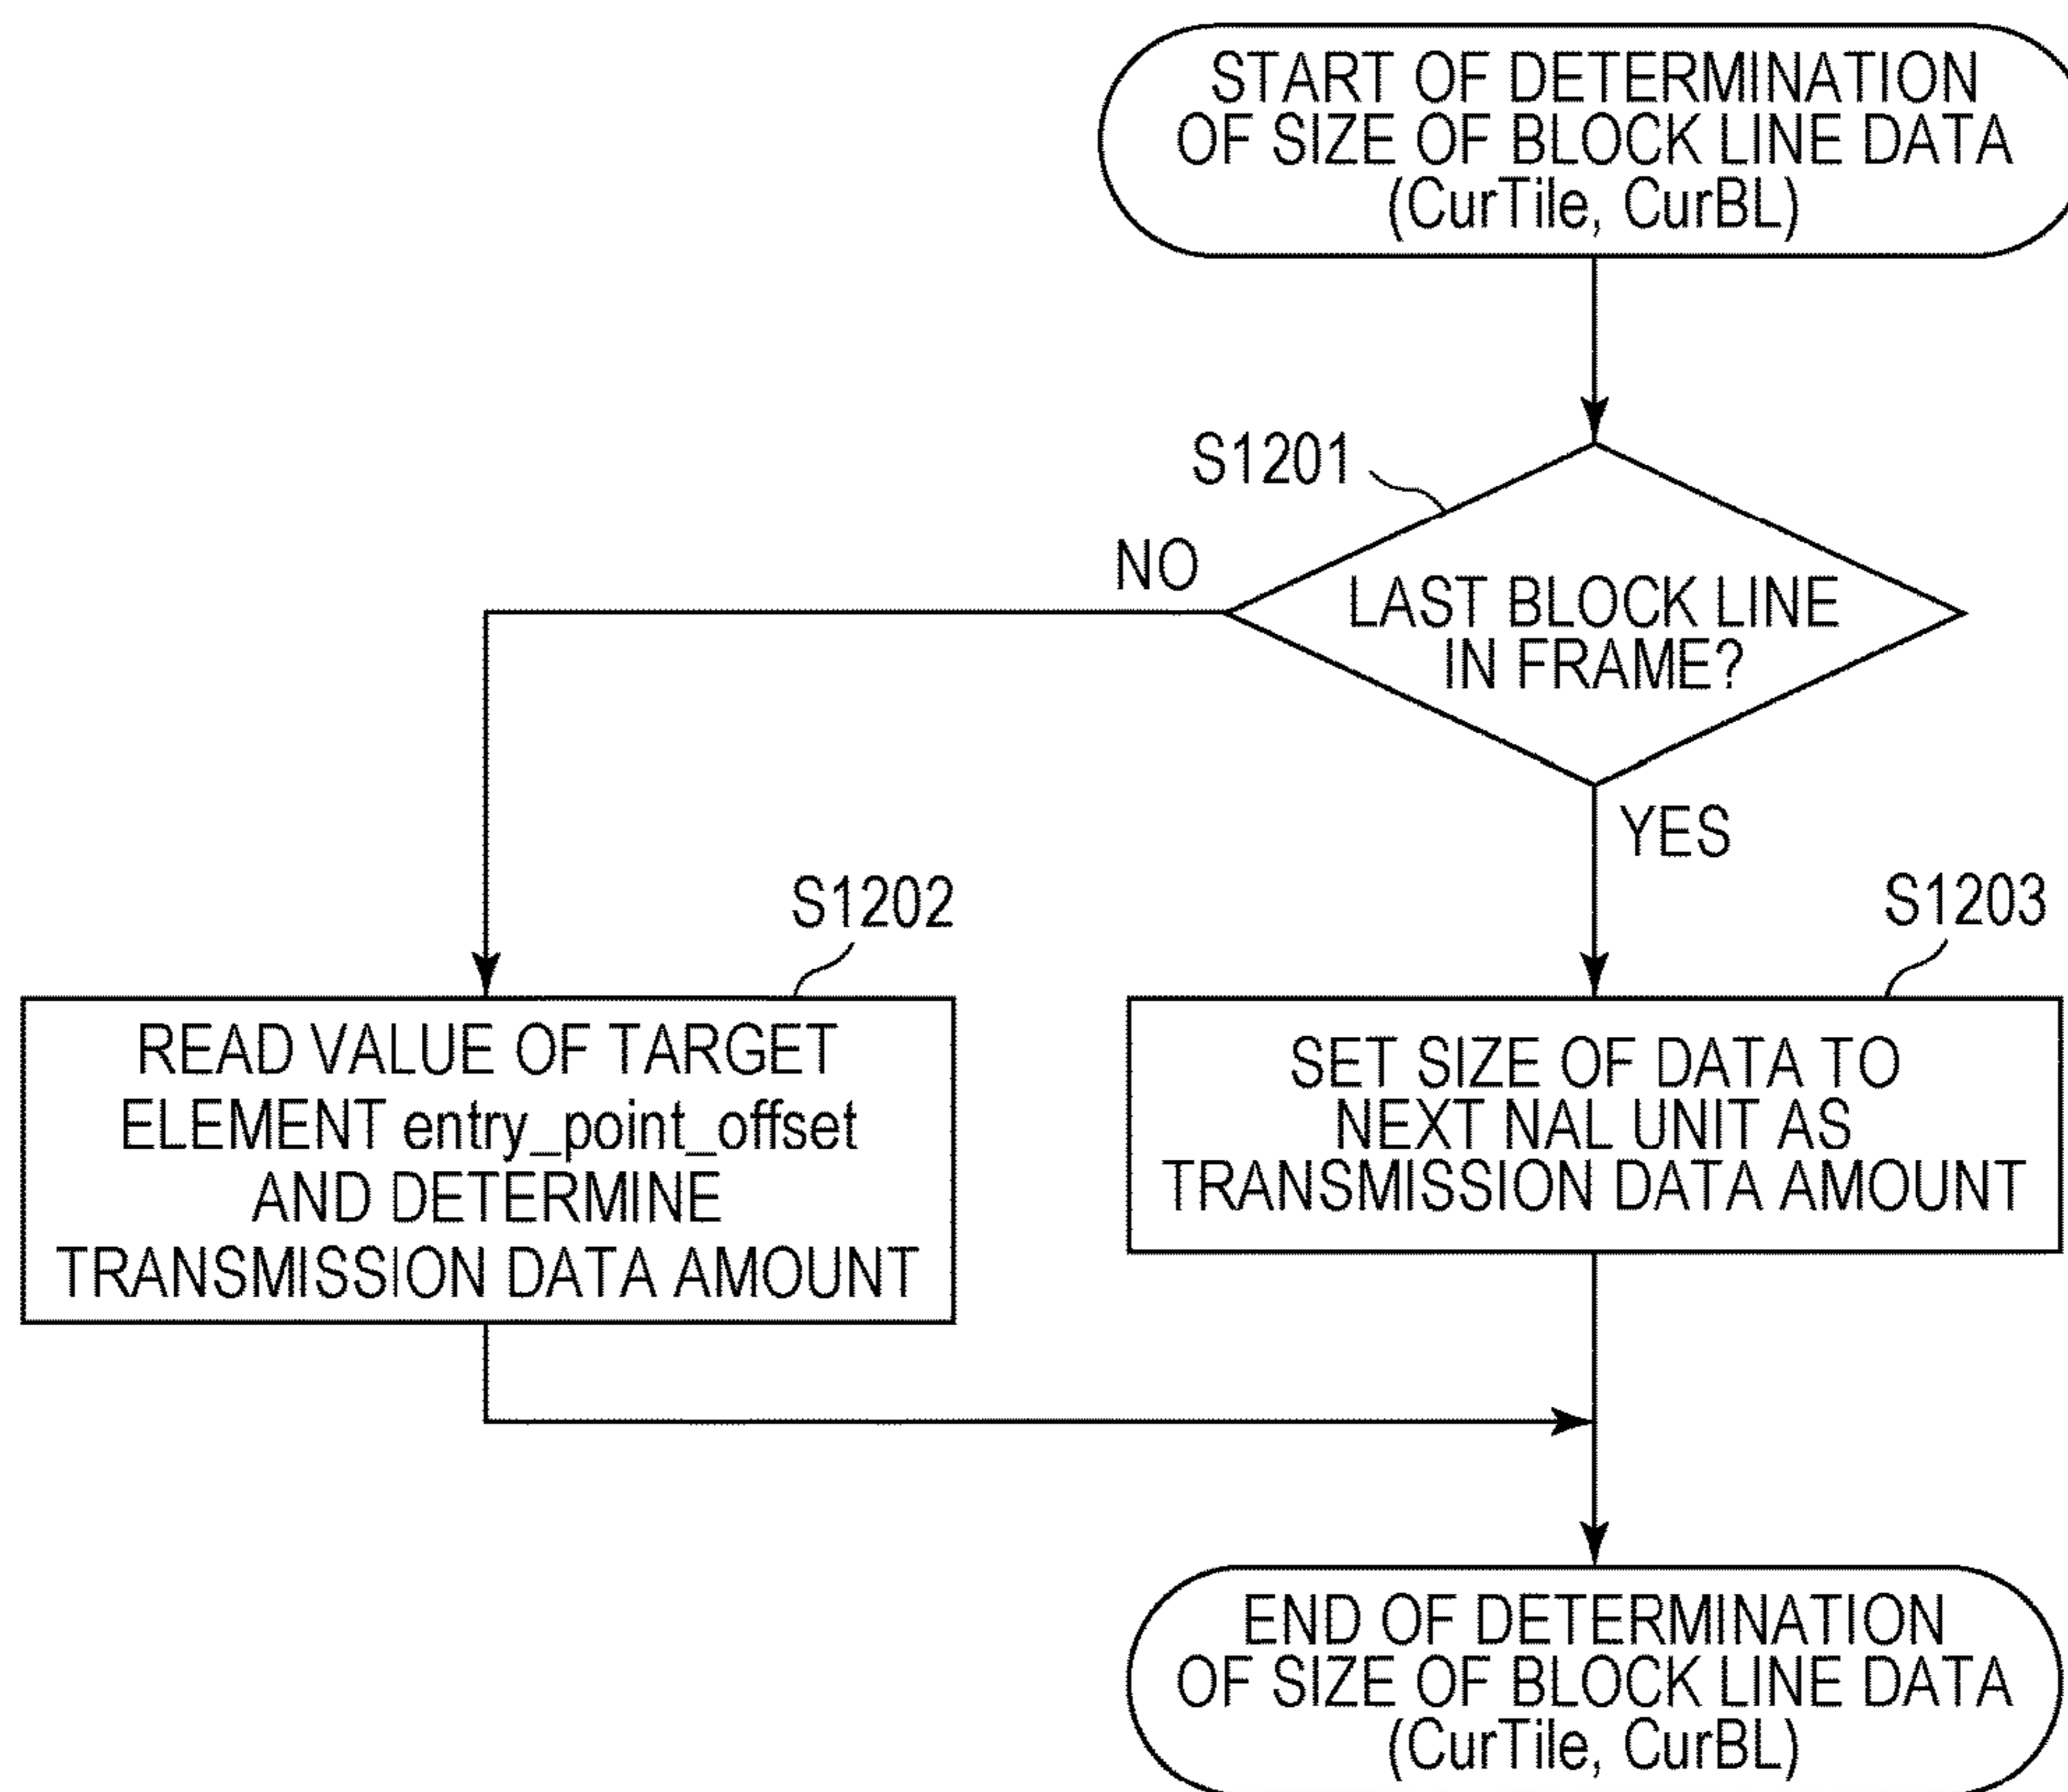 START OF DETERMINATION
OF SIZE OF BLOCK LINE DATA
(CurTile, CurBL)
S1201
NO
LAST BLOCK LINE
IN FRAME?
YES
S1202
S1203
READ VALUE OF TARGET
ELEMENT entry_point_offset
AND DETERMINE
TRANSMISSION DATA AMOUNT
SET SIZE OF DATA TO
NEXT NAL UNIT AS
TRANSMISSION DATA AMOUNT
END OF DETERMINATION
OF SIZE OF BLOCK LINE DATA
(CurTile, CurBL)